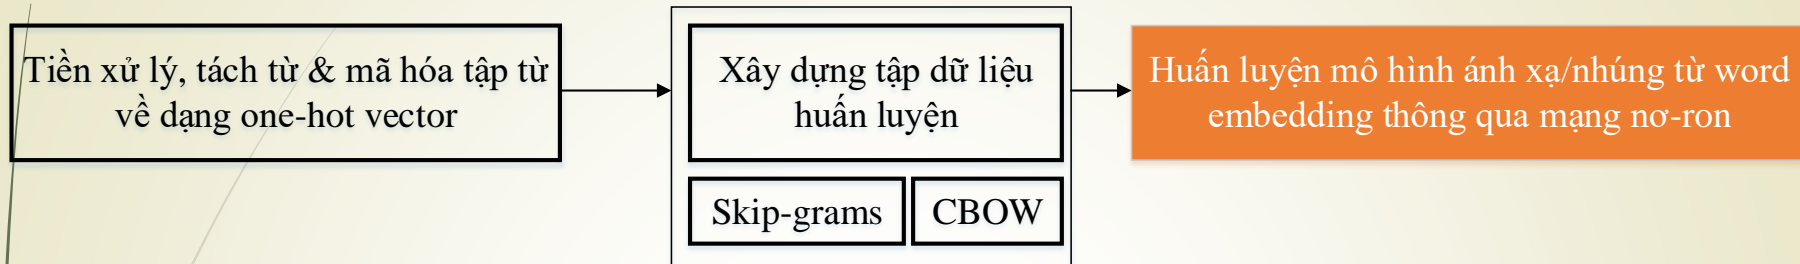 Tiền xử lý, tách từ & mã hóa tập từ
về dạng one-hot vector
Xây dựng tập dữ liệu
huấn luyện
Skip-grams
CBOW
Huấn luyện mô hình ánh xạ/nhúng từ word
embedding thông qua mạng nơ-ron